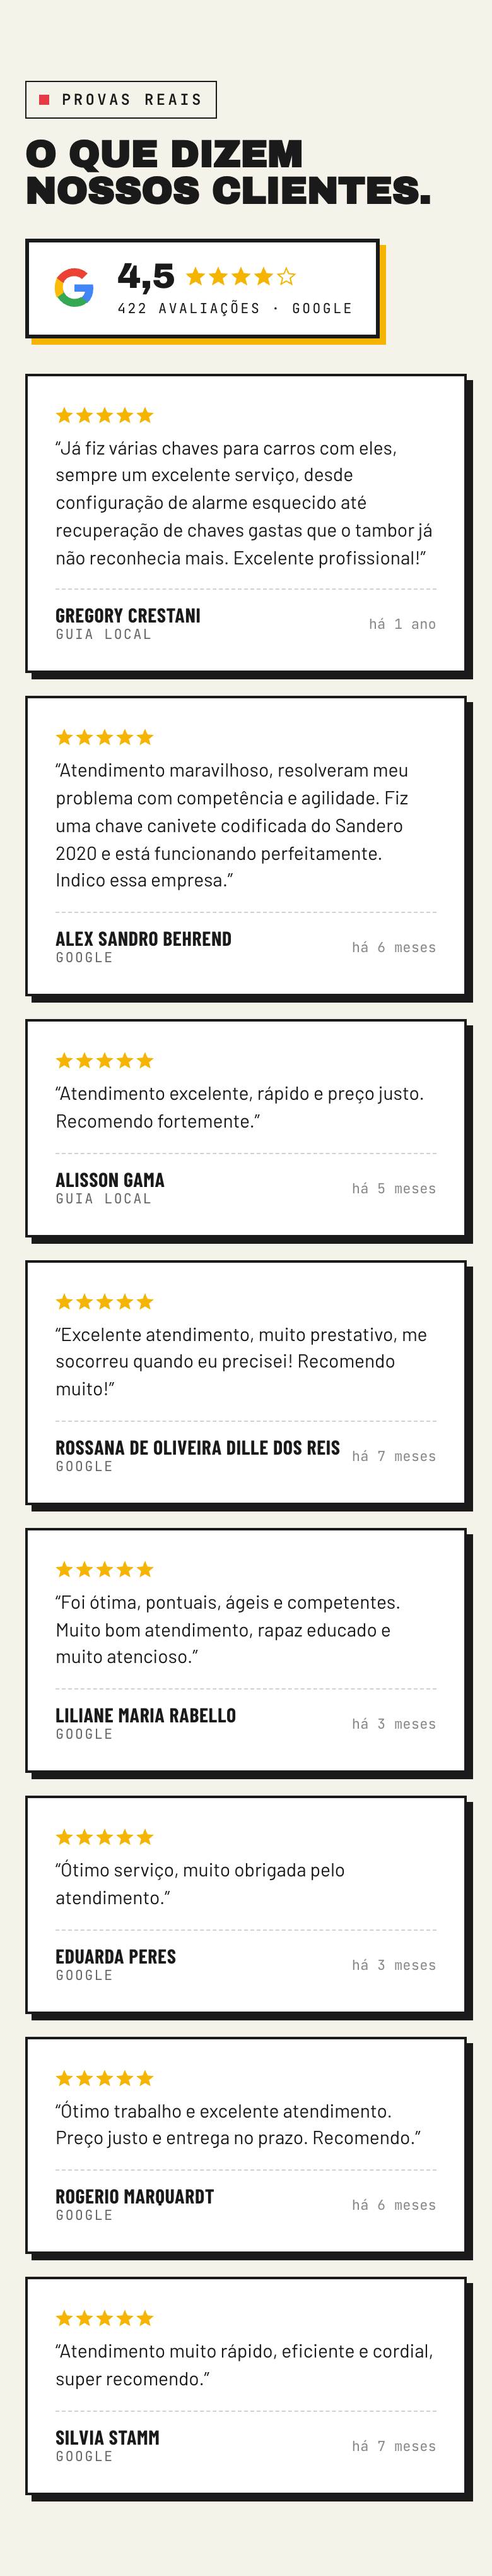 PROVAS REAIS
O QUE DIZEM
NOSSOS CLIENTES.
4,5 ★★★★☆
422 AVALIAÇÕES · GOOGLE
★★★★★
“Já fiz várias chaves para carros com eles,
sempre um excelente serviço, desde
configuração de alarme esquecido até
recuperação de chaves gastas que o tambor já
não reconhecia mais. Excelente profissional!”
GREGORY CRESTANI
GUIA LOCAL
há 1 ano
★★★★★
“Atendimento maravilhoso, resolveram meu
problema com competência e agilidade. Fiz
uma chave canivete codificada do Sandero
2020 e está funcionando perfeitamente.
Indico essa empresa.”
ALEX SANDRO BEHREND
GOOGLE
há 6 meses
★★★★★
“Atendimento excelente, rápido e preço justo.
Recomendo fortemente.”
ALISSON GAMA
GUIA LOCAL
há 5 meses
★★★★★
“Excelente atendimento, muito prestativo, me
socorreu quando eu precisei! Recomendo
muito!”
ROSSANA DE OLIVEIRA DILLE DOS REIS
GOOGLE
há 7 meses
★★★★★
“Foi ótima, pontuais, ágeis e competentes.
Muito bom atendimento, rapaz educado e
muito atencioso.”
LILIANE MARIA RABELLO
GOOGLE
há 3 meses
★★★★★
“Ótimo serviço, muito obrigada pelo
atendimento.”
EDUARDA PERES
GOOGLE
há 3 meses
★★★★★
“Ótimo trabalho e excelente atendimento.
Preço justo e entrega no prazo. Recomendo.”
ROGERIO MARQUARDT
GOOGLE
há 6 meses
★★★★★
“Atendimento muito rápido, eficiente e cordial,
super recomendo.”
SILVIA STAMM
GOOGLE
há 7 meses